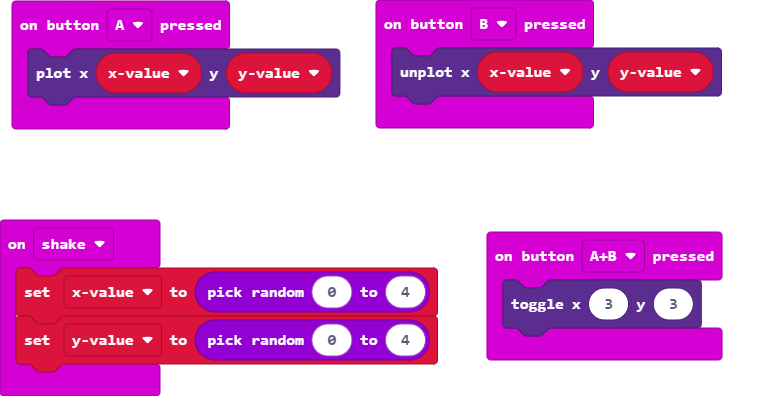 on button A pressed
plot x x-value y y-value
on button B pressed
unplot x x-value y y-value
on shake
set x-value to pick random 0 to 4
set y-value to pick random 0 to 4
on button A+B pressed
toggle x 3 y 3